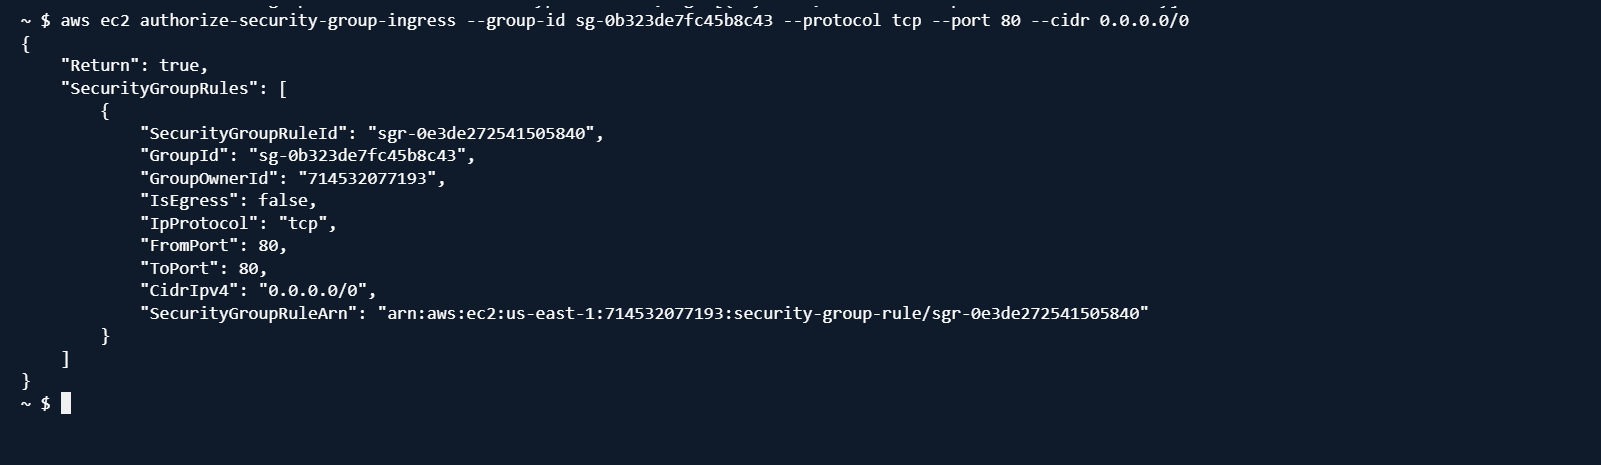 ~ $ aws ec2 authorize-security-group-ingress --group-id sg-0b323de7fc45b8c43 --protocol tcp --port 80 --cidr 0.0.0.0/0
{
    "Return": true,
    "SecurityGroupRules": [
        {
            "SecurityGroupRuleId": "sgr-0e3de272541505840",
            "GroupId": "sg-0b323de7fc45b8c43",
            "GroupOwnerId": "714532077193",
            "IsEgress": false,
            "IpProtocol": "tcp",
            "FromPort": 80,
            "ToPort": 80,
            "CidrIpv4": "0.0.0.0/0",
            "SecurityGroupRuleArn": "arn:aws:ec2:us-east-1:714532077193:security-group-rule/sgr-0e3de272541505840"
        }
    ]
}
~ $